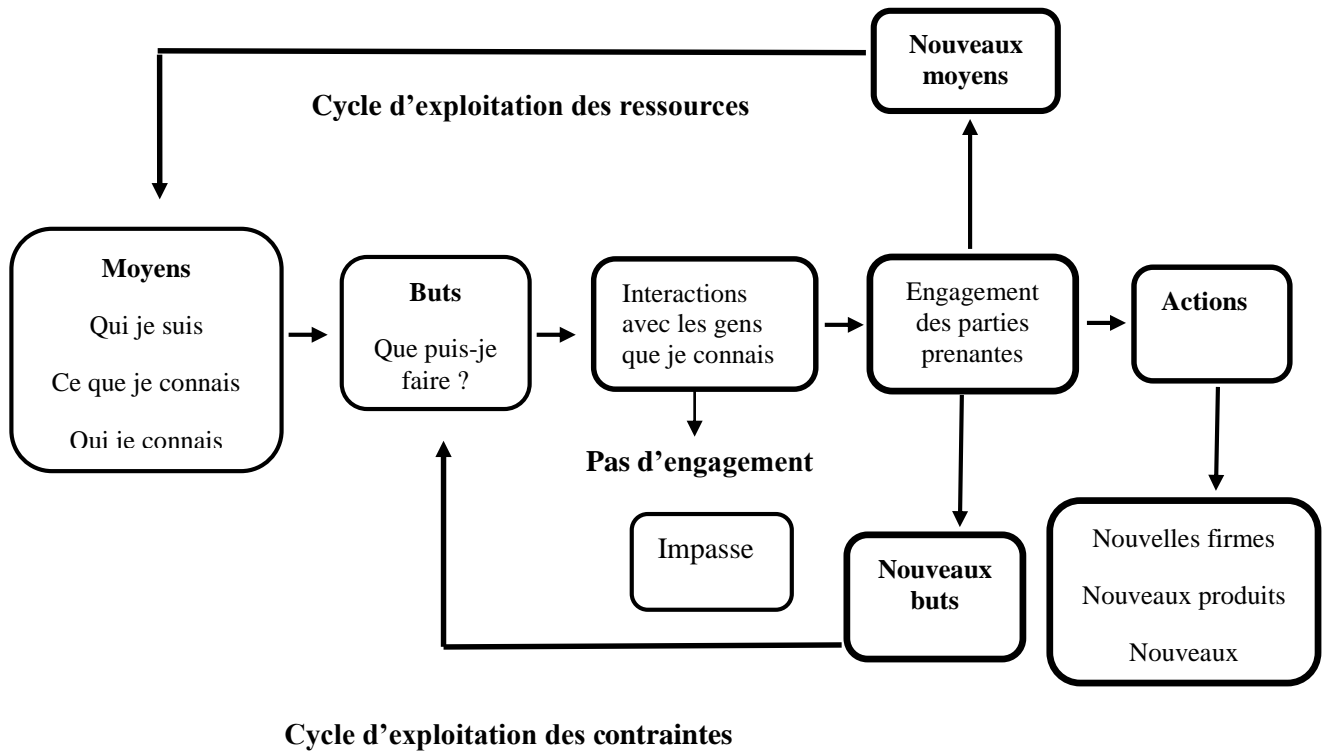 Nouveaux
moyens
Cycle d’exploitation des ressources
Moyens
Qui je suis
Ce que je connais
Qui je connais
Buts
Que puis-je
faire ?
Interactions
avec les gens
que je connais
Engagement
des parties
prenantes
Actions
Pas d’engagement
Impasse
Nouveaux
buts
Nouvelles firmes
Nouveaux produits
Nouveaux
Cycle d’exploitation des contraintes